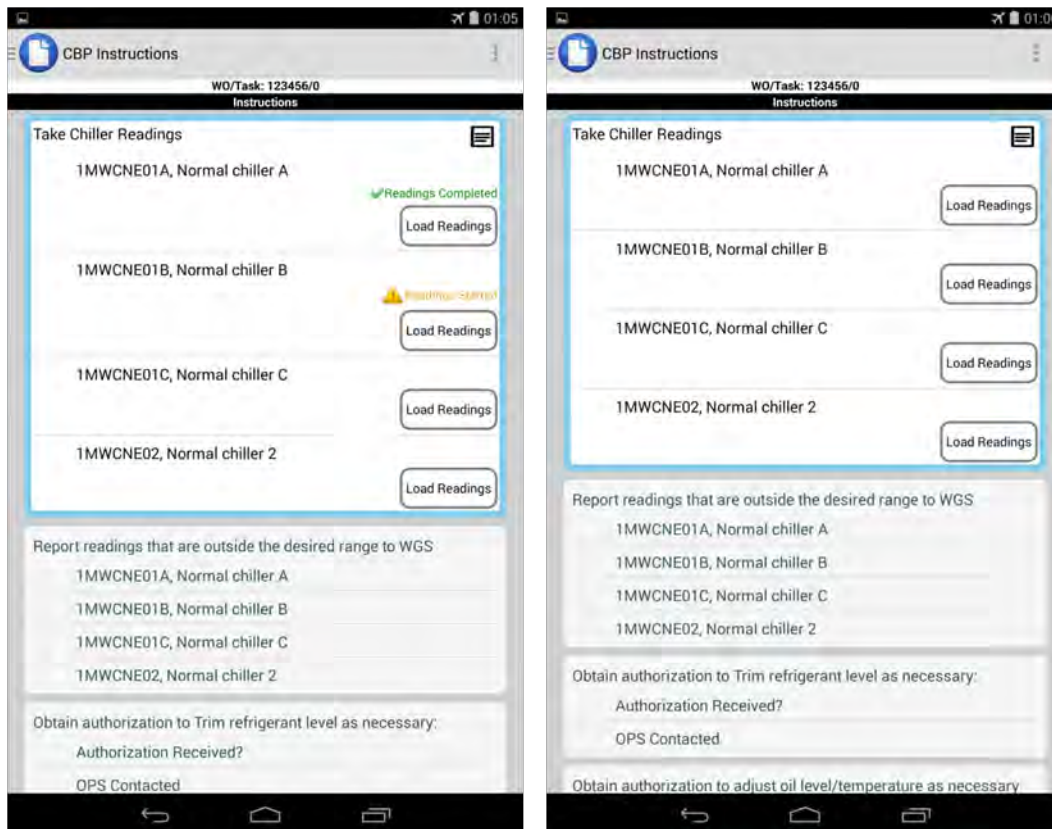 01:05
CBP Instructions
WO/Task: 123456/0
Instructions
Take Chiller Readings
1MWCNE01A, Normal chiller A
Readings Completed
Load Readings
1MWCNE01B, Normal chiller B
Readings Started
Load Readings
1MWCNE01C, Normal chiller C
Load Readings
1MWCNE02, Normal chiller 2
Load Readings
Report readings that are outside the desired range to WGS
1MWCNE01A, Normal chiller A
1MWCNE01B, Normal chiller B
1MWCNE01C, Normal chiller C
1MWCNE02, Normal chiller 2
Obtain authorization to Trim refrigerant level as necessary:
Authorization Received?
OPS Contacted
CBP Instructions
WO/Task: 123456/0
Instructions
Take Chiller Readings
1MWCNE01A, Normal chiller A
Load Readings
1MWCNE01B, Normal chiller B
Load Readings
1MWCNE01C, Normal chiller C
Load Readings
1MWCNE02, Normal chiller 2
Load Readings
Report readings that are outside the desired range to WGS
1MWCNE01A, Normal chiller A
1MWCNE01B, Normal chiller B
1MWCNE01C, Normal chiller C
1MWCNE02, Normal chiller 2
Obtain authorization to Trim refrigerant level as necessary:
Authorization Received?
OPS Contacted
Obtain authorization to adjust oil level/temperature as necessary